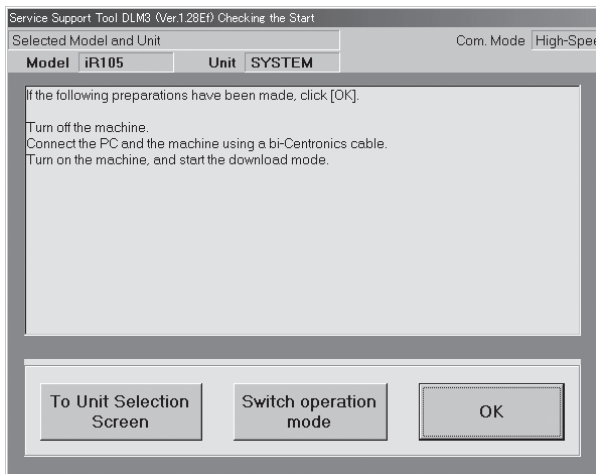 Service Support Tool DLM3 (Ver.1.28Ef) Checking the Start
Selected Model and Unit
Com. Mode High-Spee
Model iR105 Unit SYSTEM
If the following preparations have been made, click [OK].
Turn off the machine.
Connect the PC and the machine using a bi-Centronics cable.
Turn on the machine, and start the download mode.
To Unit Selection
Screen
Switch operation
mode
OK